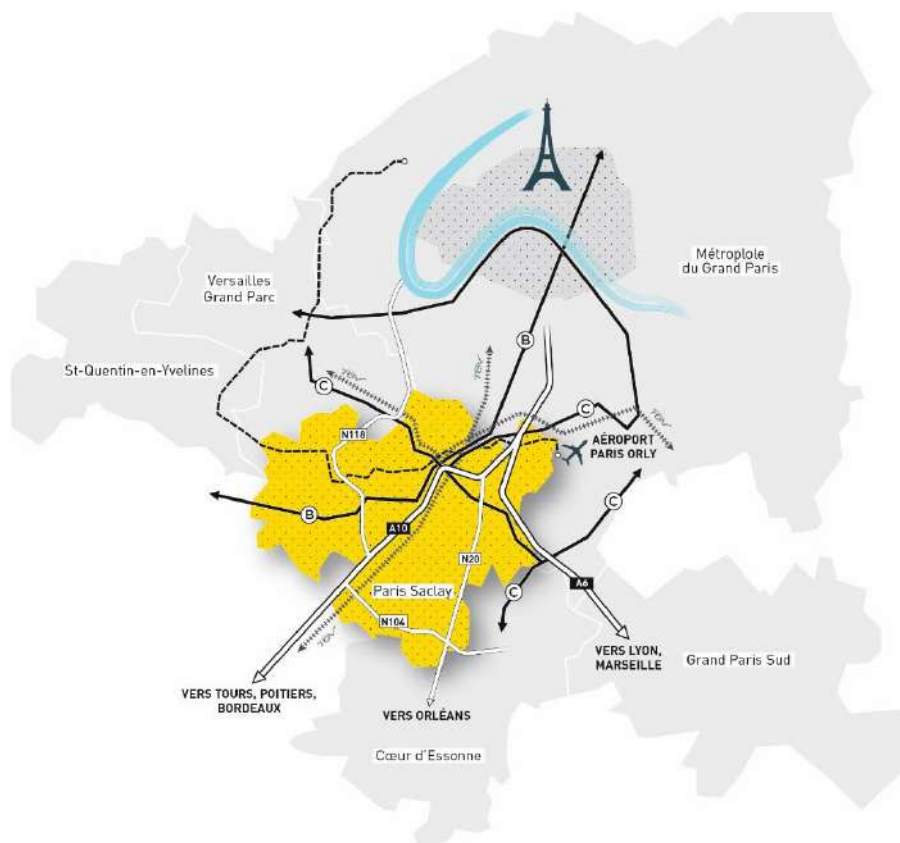 Métroplole
du Grand Paris
Versailles
Grand Parc
B
St-Quentin-en-Yvelines
TGV
TGV
C
C
TGV
N118
AÉROPORT
PARIS ORLY
C
B
A10
N20
A6
Paris Saclay
C
N104
TGV
VERS LYON,
MARSEILLE
Grand Paris Sud
VERS TOURS, POITIERS,
BORDEAUX
VERS ORLÉANS
Cœur d'Essonne